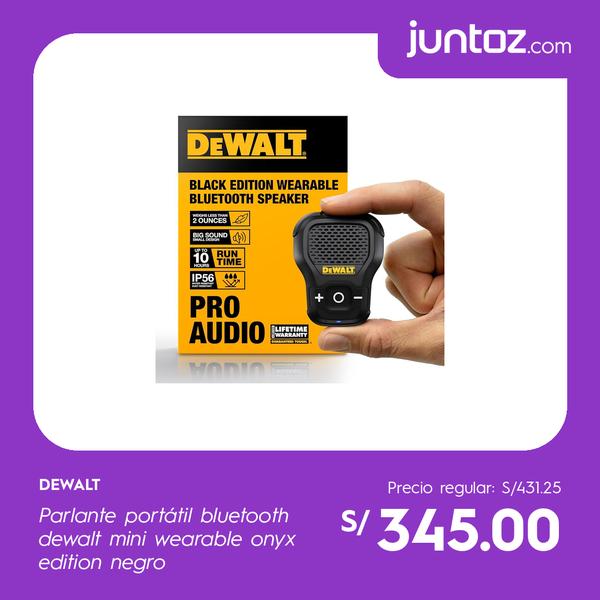 juntoz.com
DEWALT
BLACK EDITION WEARABLE
BLUETOOTH SPEAKER
WEIGHS LESS THAN
2 OUNCES
BIG SOUND
SMALL DESIGN
UP TO
10
HOURS
RUN
TIME
IP56
PRO
AUDIO
LIFETIME
WARRANTY
GUARANTEED TOUGH.
DEWALT
+ O −
DEWALT
Parlante portátil bluetooth
dewalt mini wearable onyx
edition negro
Precio regular: S/431.25
S/ 345.00